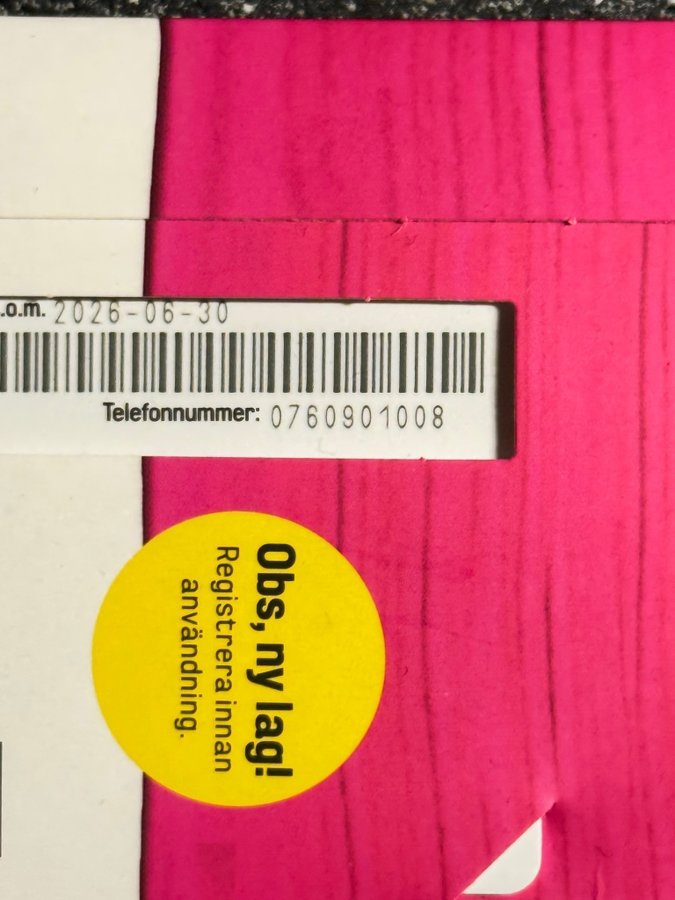 .o.m. 2026-06-30
Telefonnummer: 0760901008
Obs, ny lag!
Registrera innan
användning.